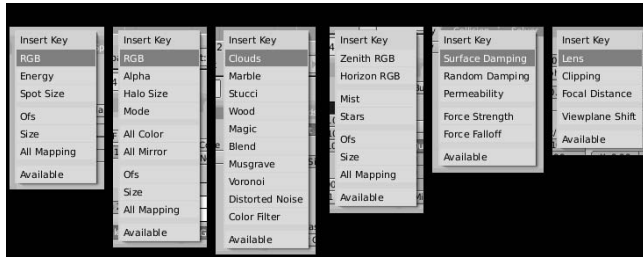 Insert Key
RGB
Energy
Spot Size
Ofs
Size
All Mapping
Available
Insert Key
RGB
Alpha
Halo Size
Mode
All Color
All Mirror
Ofs
Size
All Mapping
Available
Insert Key
Clouds
Marble
Stucci
Wood
Magic
Blend
Musgrave
Voronoi
Distorted Noise
Color Filter
Available
Insert Key
Zenith RGB
Horizon RGB
Mist
Stars
Ofs
Size
All Mapping
Available
Insert Key
Surface Damping
Random Damping
Permeability
Force Strength
Force Falloff
Available
Insert Key
Lens
Clipping
Focal Distance
Viewplane Shift
Available